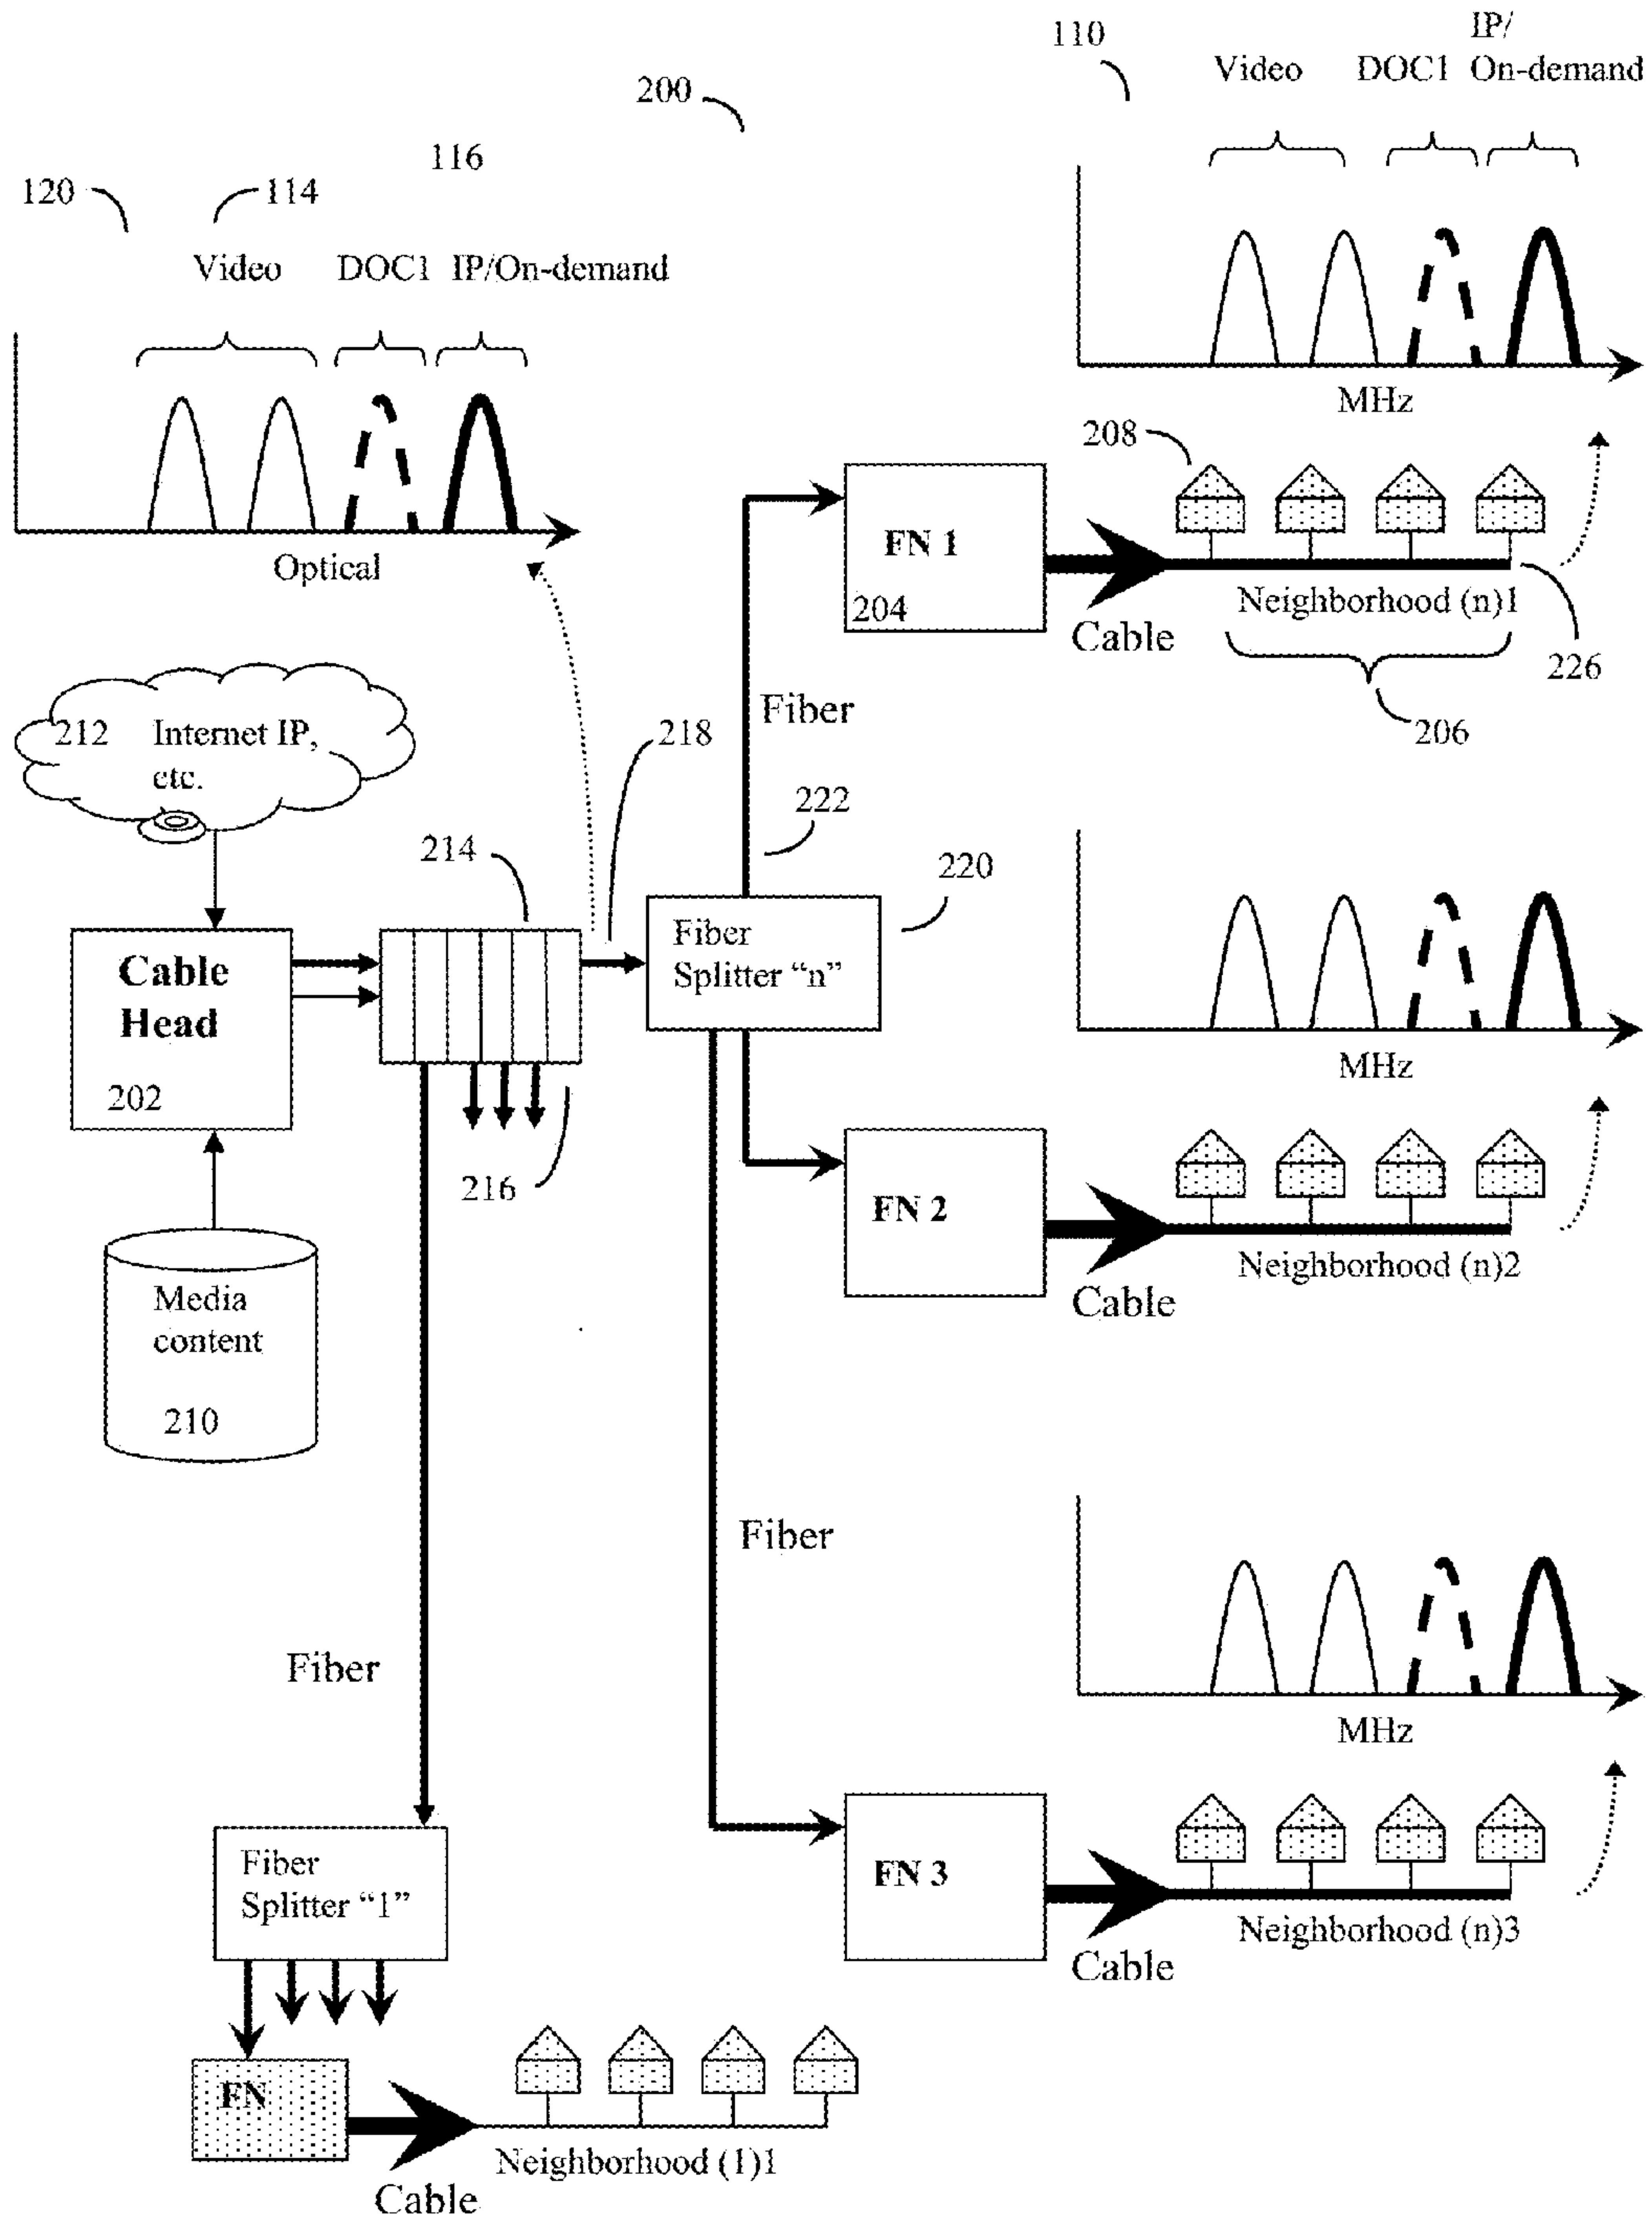 110
IP/
Video DOC1 On-demand
200
116
120
114
Video DOC1 IP/On-demand
MHz
208
Optical
FN 1
204
Neighborhood (n)1
Cable
226
206
Fiber
212 Internet IP,
etc.
218
222
214
220
Fiber
Splitter “n”
Cable
Head
202
MHz
216
FN 2
Neighborhood (n)2
Cable
Media
content
210
Fiber
Fiber
MHz
Fiber
Splitter “1”
FN 3
Neighborhood (n)3
Cable
FN
Neighborhood (1)1
Cable